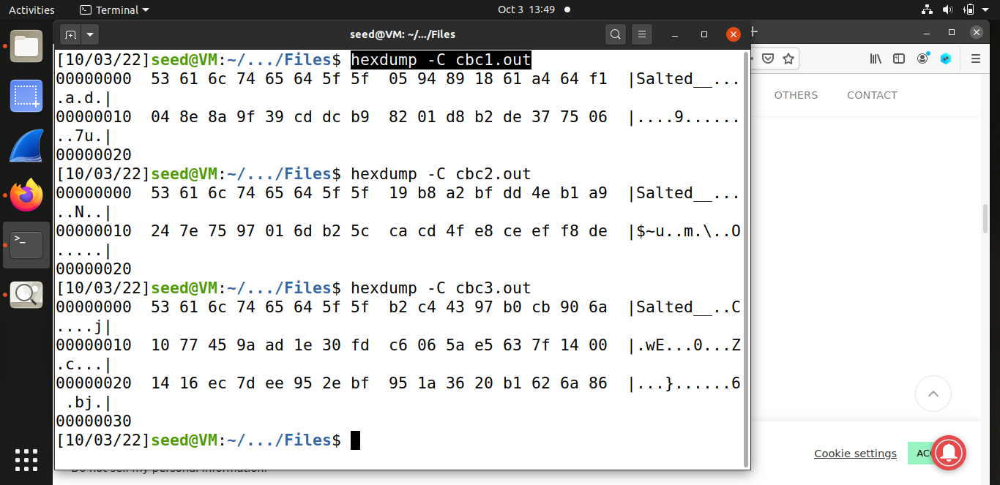 Activities
Terminal
Oct 3 13:49
seed@VM: ~/.../Files
[10/03/22]seed@VM:~/.../Files$ hexdump -C cbc1.out
00000000  53 61 6c 74 65 64 5f 5f  05 94 89 18 61 a4 64 f1  |Salted__...
.a.d.|
00000010  04 8e 8a 9f 39 cd dc b9  82 01 d8 b2 de 37 75 06  |....9......
..7u.|
00000020
[10/03/22]seed@VM:~/.../Files$ hexdump -C cbc2.out
00000000  53 61 6c 74 65 64 5f 5f  19 b8 a2 bf dd 4e b1 a9  |Salted__...
..N..|
00000010  24 7e 75 97 01 6d b2 5c  ca cd 4f e8 ce ef f8 de  |$~u..m.\..O
.....|
00000020
[10/03/22]seed@VM:~/.../Files$ hexdump -C cbc3.out
00000000  53 61 6c 74 65 64 5f 5f  b2 c4 43 97 b0 cb 90 6a  |Salted__..C
....j|
00000010  10 77 45 9a ad 1e 30 fd  c6 06 5a e5 63 7f 14 00  |.wE...0...Z
.c...|
00000020  14 16 ec 7d ee 95 2e bf  95 1a 36 20 b1 62 6a 86  |...}......6
 .bj.|
00000030
[10/03/22]seed@VM:~/.../Files$
OTHERS
CONTACT
Cookie settings
ACC
Do not sell my personal information.